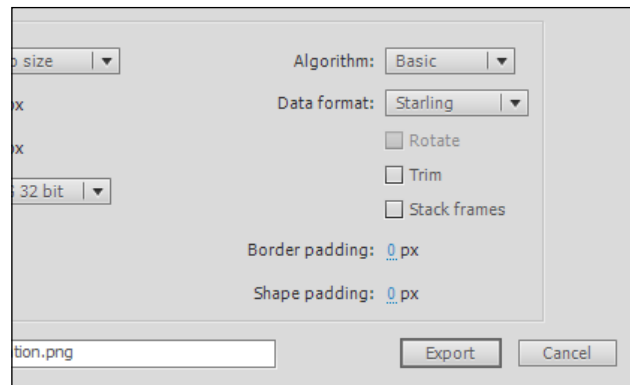 size
Algorithm: Basic
px
Data format: Starling
px
Rotate
32 bit
Trim
Stack frames
Border padding: 0 px
Shape padding: 0 px
tion.png
Export
Cancel